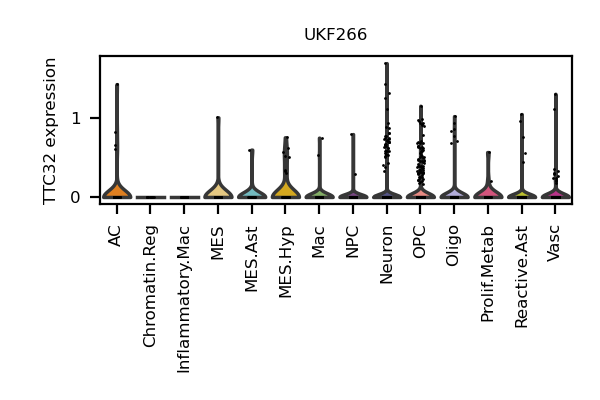 UKF266
TTC32 expression
1
0
AC
Chromatin.Reg
Inflammatory.Mac
MES
MES.Ast
MES.Hyp
Mac
NPC
Neuron
OPC
Oligo
Prolif.Metab
Reactive.Ast
Vasc